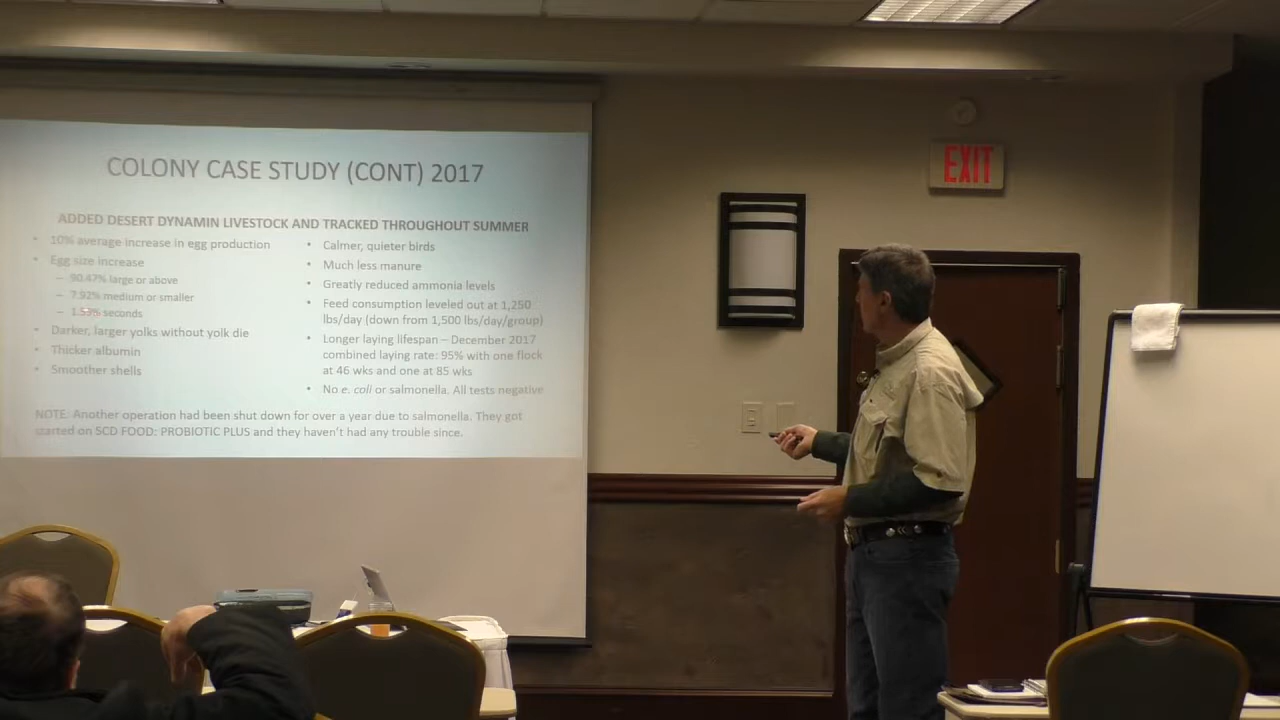 COLONY CASE STUDY (CONT) 2017
ADDED DESERT DYNAMIN LIVESTOCK AND TRACKED THROUGHOUT SUMMER
• 10% average increase in egg production
• Egg size increase
– 90.47% large or above
– 7.92% medium or smaller
– seconds
• Darker, larger yolks without yolk die
• Thicker albumin
• Smoother shells
• Calmer, quieter birds
• Much less manure
• Greatly reduced ammonia levels
• Feed consumption leveled out at 1,250
lbs/day (down from 1,500 lbs/day/group)
• Longer laying lifespan – December 2017
combined laying rate: 95% with one flock
at 46 wks and one at 85 wks
• No e. coli or salmonella. All tests negative
NOTE: Another operation had been shut down for over a year due to salmonella. They got
started on SCD FOOD: PROBIOTIC PLUS and they haven't had any trouble since.
EXIT